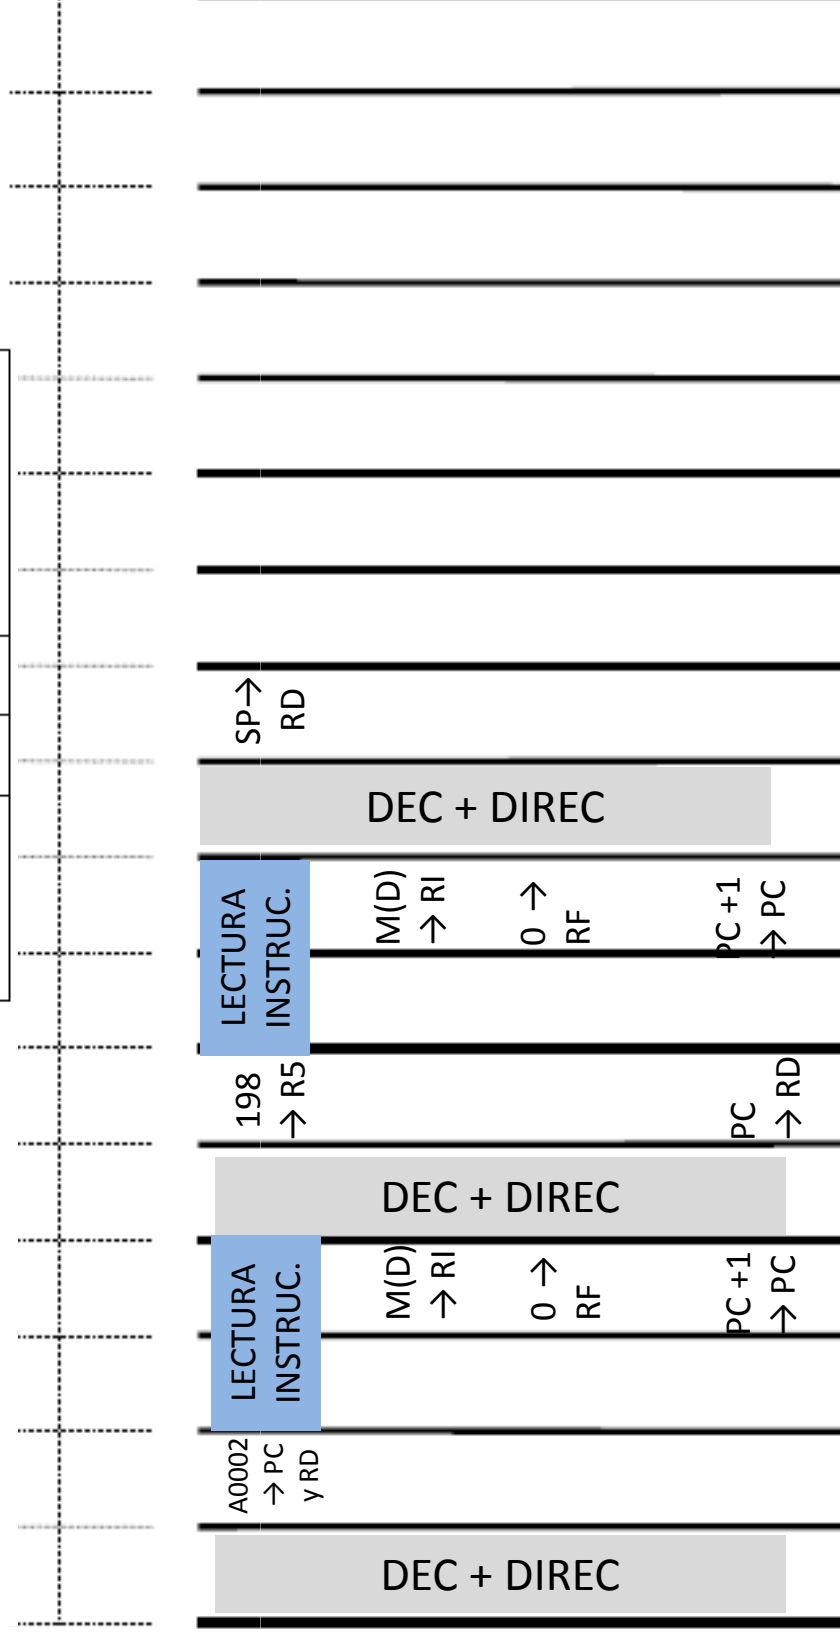 SP→
RD
DEC + DIREC
LECTURA
INSTRUC.
M(D)
→ RI
0 →
RF
PC +1
→ PC
198
→ R5
PC
→ RD
DEC + DIREC
LECTURA
INSTRUC.
M(D)
→ RI
0 →
RF
PC +1
→ PC
A0002
→ PC
y RD
DEC + DIREC